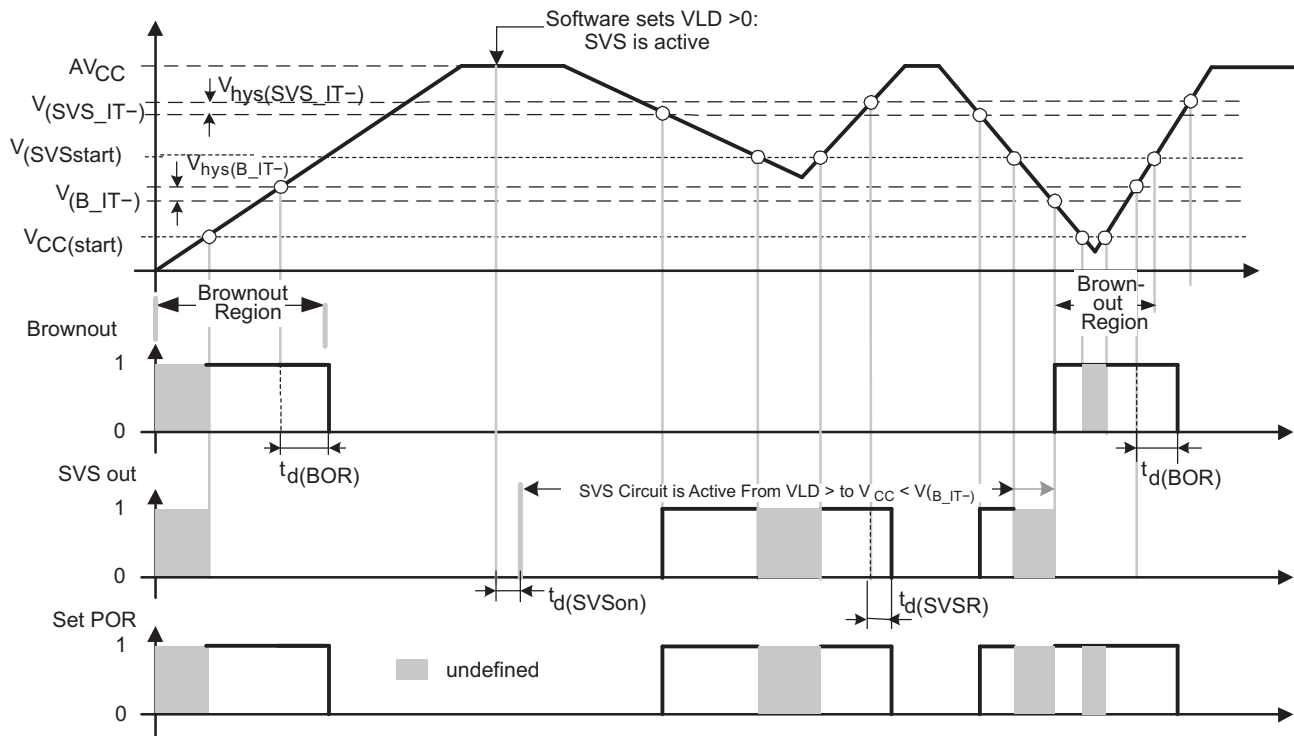 Software sets VLD >0:
SVS is active
AVCC
Vhys(SVS_IT−)
V(SVS_IT−)
V(SVSstart)
Vhys(B_IT−)
V(B_IT−)
VCC(start)
Brownout
Region
Brown-
out
Region
Brownout
1
0
td(BOR)
td(BOR)
SVS out
SVS Circuit is Active From VLD > to VCC < V(B_IT−)
1
0
td(SVSon)
td(SVSR)
Set POR
1
undefined
0